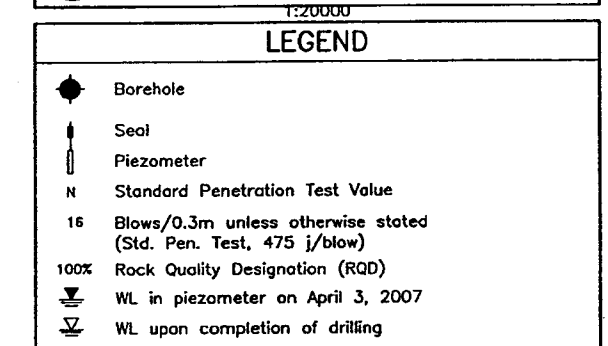 1:20000
LEGEND
Borehole
Seal
Piezometer
N Standard Penetration Test Value
16 Blows/0.3m unless otherwise stated
(Std. Pen. Test, 475 j/blow)
100% Rock Quality Designation (RQD)
WL in piezometer on April 3, 2007
WL upon completion of drilling